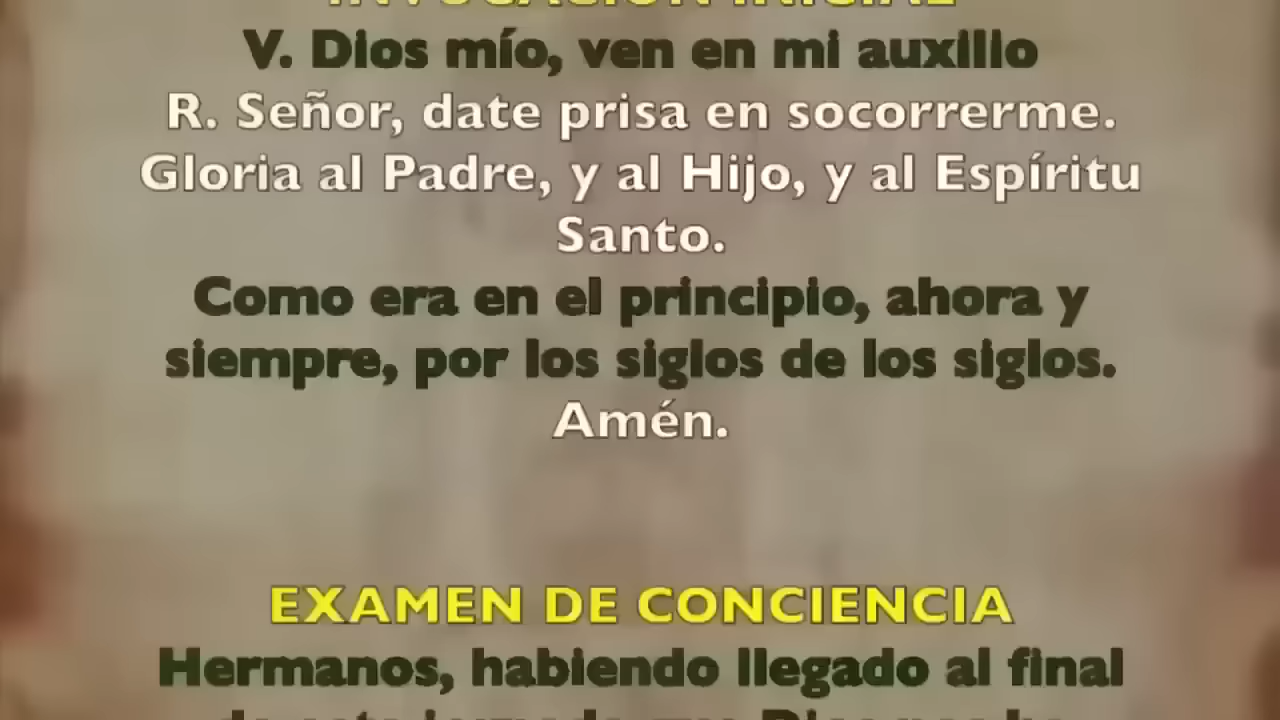 INVOCACIÓN INICIAL
V. Dios mío, ven en mi auxilio
R. Señor, date prisa en socorrerme.
Gloria al Padre, y al Hijo, y al Espíritu
Santo.
Como era en el principio, ahora y
siempre, por los siglos de los siglos.
Amén.
EXAMEN DE CONCIENCIA
Hermanos, habiendo llegado al final